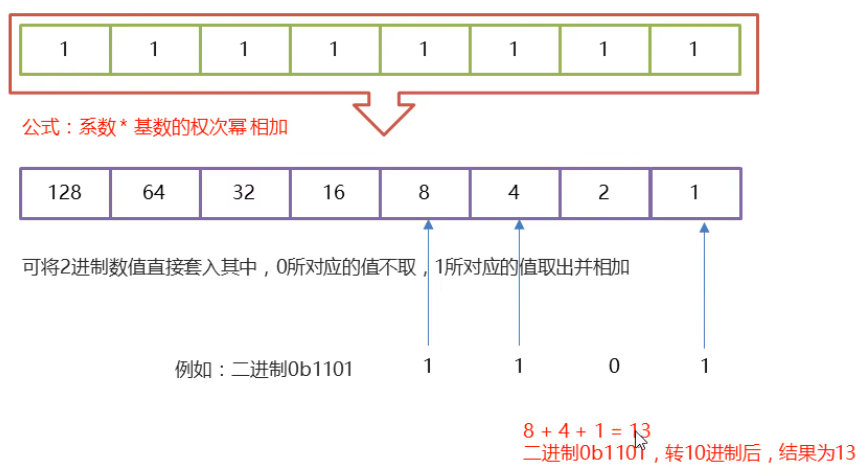 1 1 1 1 1 1 1 1
公式：系数* 基数的权次幂 相加
128 64 32 16 8 4 2 1
可将2进制数值直接套入其中，0所对应的值不取，1所对应的值取出并相加
例如：二进制0b1101 1 1 0 1
8 + 4 + 1 = 13
二进制0b1101，转10进制后，结果为13